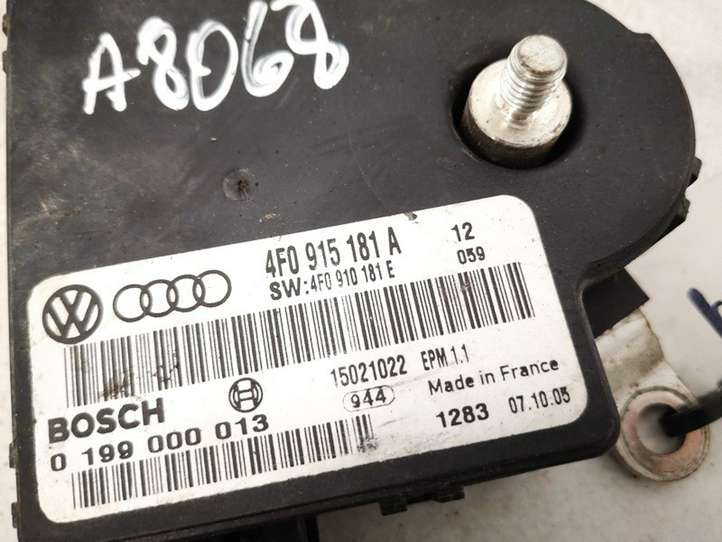 A8068
4F0 915 181 A 12
SW:4F0 910 181 E 059
15021022 EPM.1.1
BOSCH 944 Made in France
0 199 000 013 1283 07.10.05